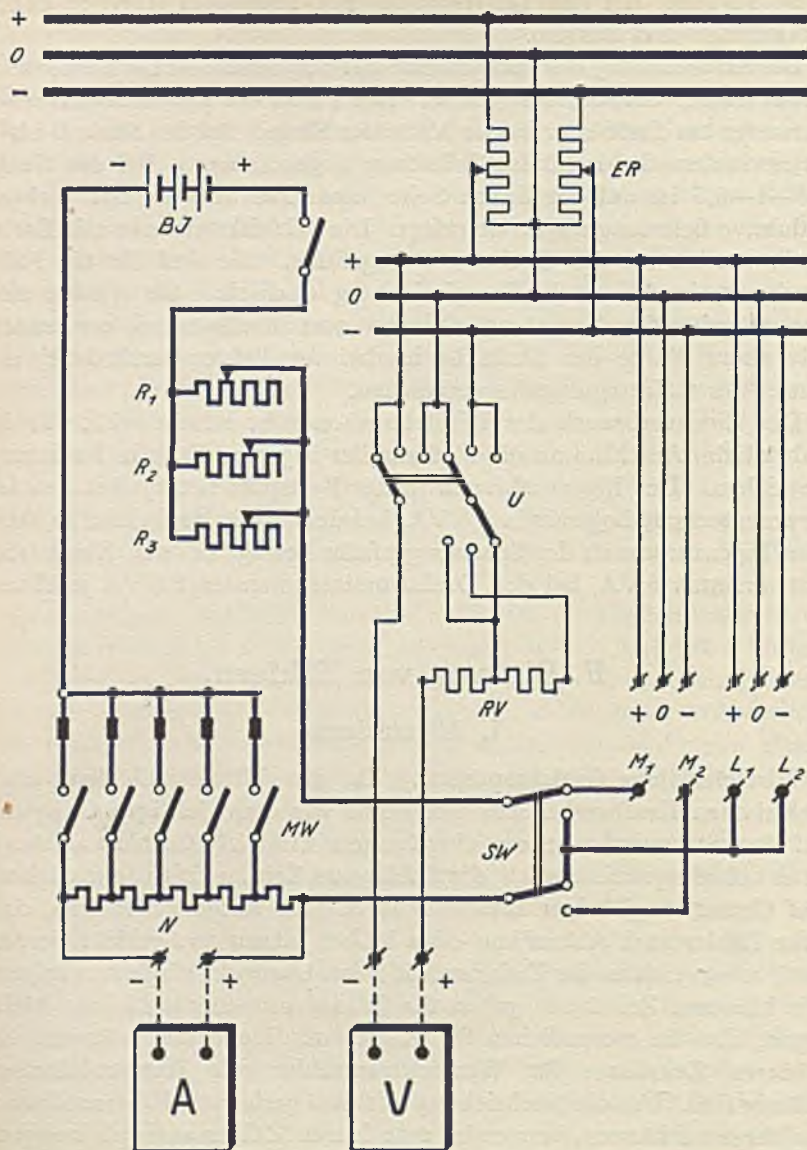 +
0
−
ER
− +
BJ
+
0
−
R1
R2
R3
U
RV
+ 0 − + 0 −
M1 M2 L1 L2
MW
SW
N
− + − +
A V